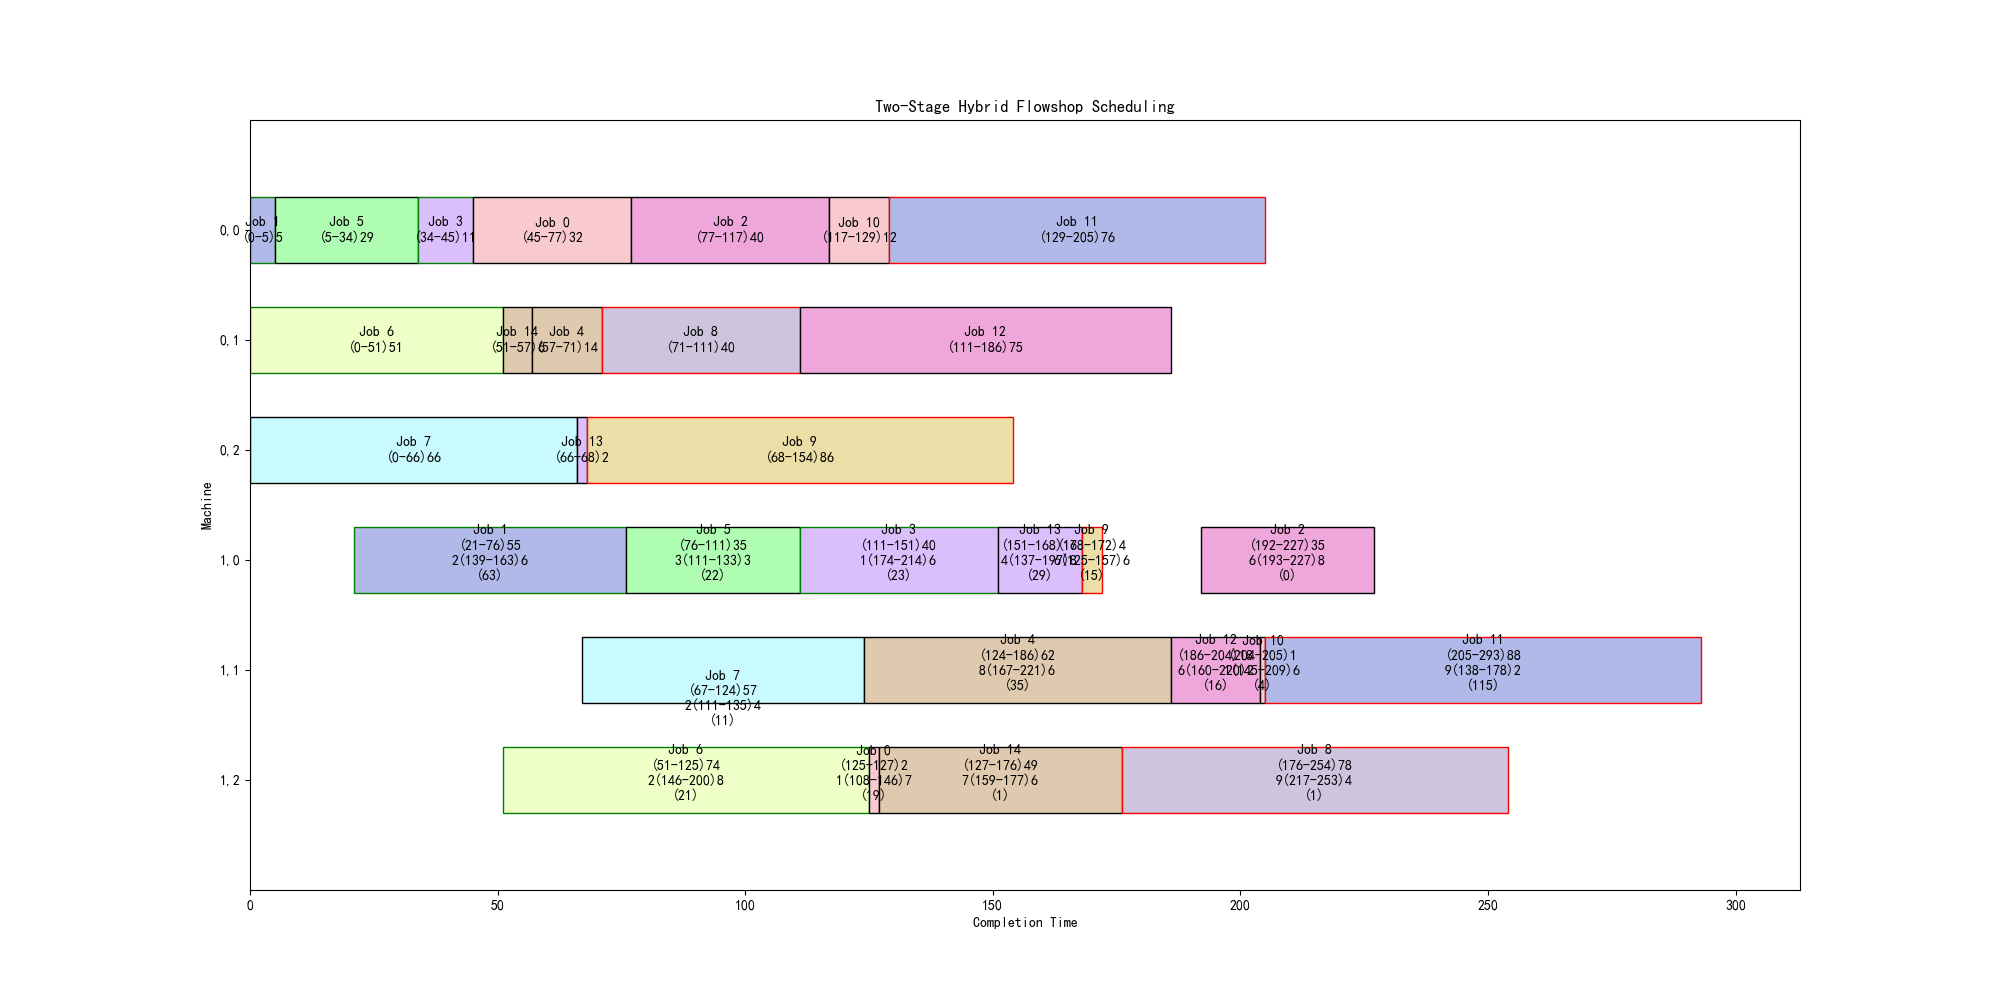 Two-Stage Hybrid Flowshop Scheduling
0,0
Job 1
(0-5)5
Job 5
(5-34)29
Job 3
(34-45)11
Job 0
(45-77)32
Job 2
(77-117)40
Job 10
(117-129)12
Job 11
(129-205)76
0,1
Job 6
(0-51)51
Job 14
(51-57)6
Job 4
(57-71)14
Job 8
(71-111)40
Job 12
(111-186)75
0,2
Job 7
(0-66)66
Job 13
(66-68)2
Job 9
(68-154)86
Machine
1,0
Job 1
(21-76)55
2(139-163)6
(63)
Job 5
(76-111)35
3(111-133)3
(22)
Job 3
(111-151)40
1(174-214)6
(23)
Job 13
(151-168)17
4(137-197)8
(29)
Job 9
(168-172)4
(125-157)6
(15)
Job 2
(192-227)35
6(193-227)8
(0)
1,1
Job 7
(67-124)57
2(111-135)4
(11)
Job 4
(124-186)62
8(167-221)6
(35)
Job 12
(186-204)18
6(160-201)2
(16)
Job 10
(204-205)1
(145-209)6
(4)
Job 11
(205-293)88
9(138-178)2
(115)
1,2
Job 6
(51-125)74
2(146-200)8
(21)
Job 0
(125-127)2
1(108-146)7
(19)
Job 14
(127-176)49
7(159-177)6
(1)
Job 8
(176-254)78
9(217-253)4
(1)
0
50
100
150
200
250
300
Completion Time